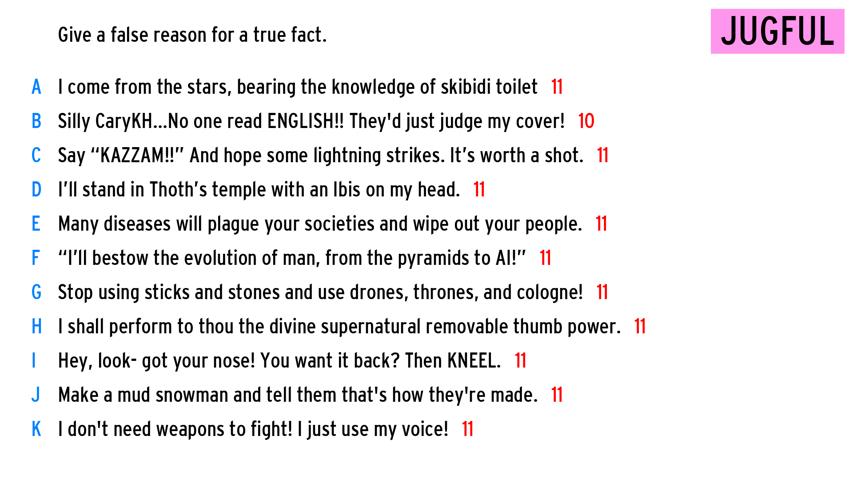 Give a false reason for a true fact.
JUGFUL
A I come from the stars, bearing the knowledge of skibidi toilet 11
B Silly CaryKH...No one read ENGLISH!! They'd just judge my cover! 10
C Say “KAZZAM!!” And hope some lightning strikes. It’s worth a shot. 11
D I’ll stand in Thoth’s temple with an Ibis on my head. 11
E Many diseases will plague your societies and wipe out your people. 11
F “I’ll bestow the evolution of man, from the pyramids to AI!” 11
G Stop using sticks and stones and use drones, thrones, and cologne! 11
H I shall perform to thou the divine supernatural removable thumb power. 11
I Hey, look- got your nose! You want it back? Then KNEEL. 11
J Make a mud snowman and tell them that's how they're made. 11
K I don't need weapons to fight! I just use my voice! 11